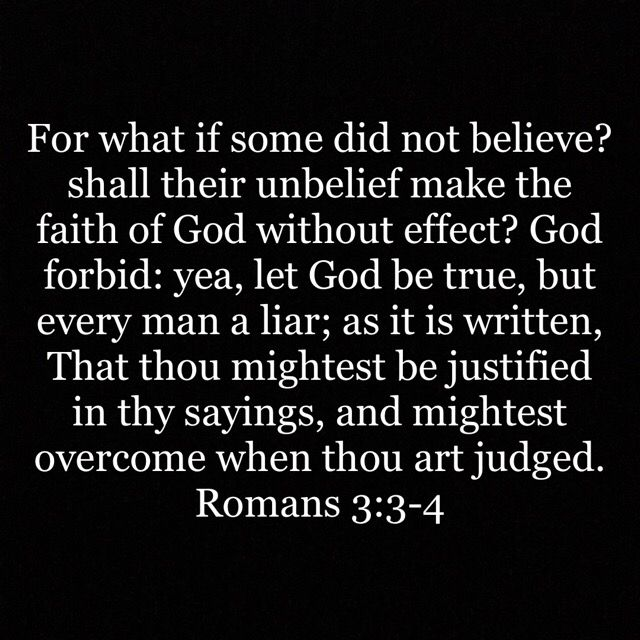 For what if some did not believe?
shall their unbelief make the
faith of God without effect? God
forbid: yea, let God be true, but
every man a liar; as it is written,
That thou mightest be justified
in thy sayings, and mightest
overcome when thou art judged.
Romans 3:3-4